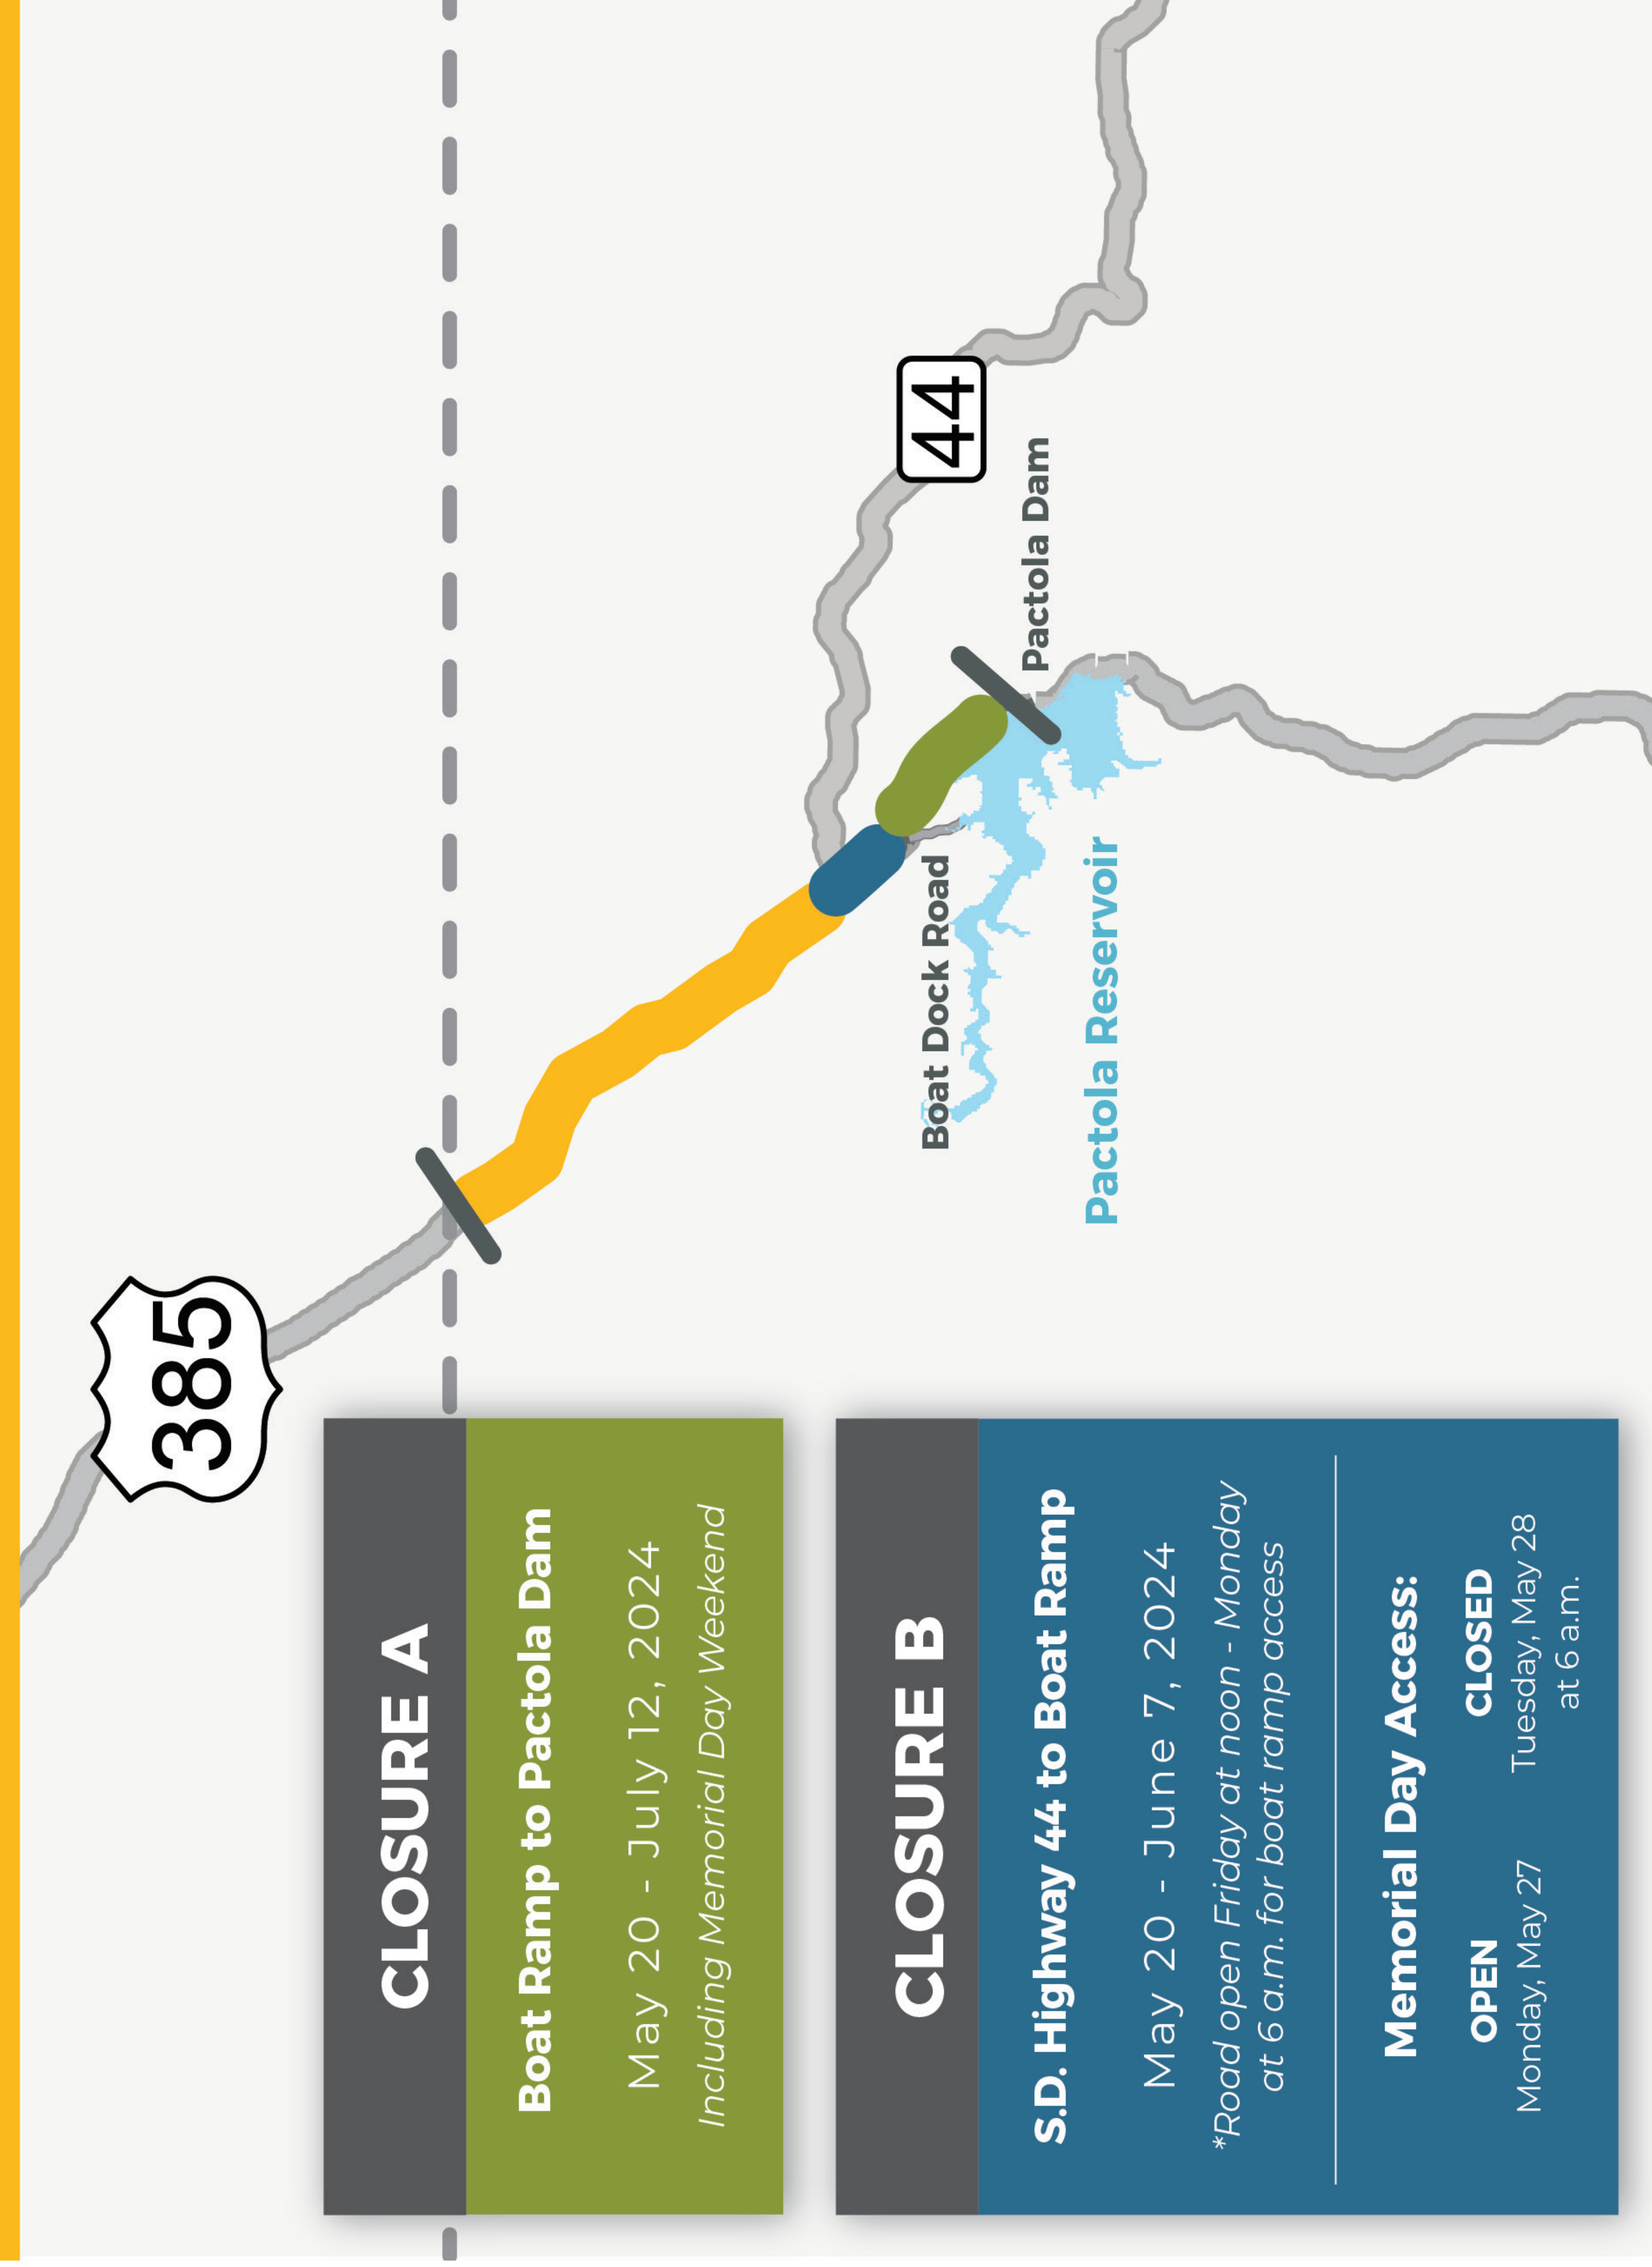 385
44
Pactola Dam
Boat Dock Road
Pactola Reservoir
CLOSURE A
Boat Ramp to Pactola Dam
May 20 - July 12, 2024
Including Memorial Day Weekend
CLOSURE B
S.D. Highway 44 to Boat Ramp
May 20 - June 7, 2024
*Road open Friday at noon - Monday
at 6 a.m. for boat ramp access
Memorial Day Access:
OPEN
Monday, May 27
CLOSED
Tuesday, May 28
at 6 a.m.